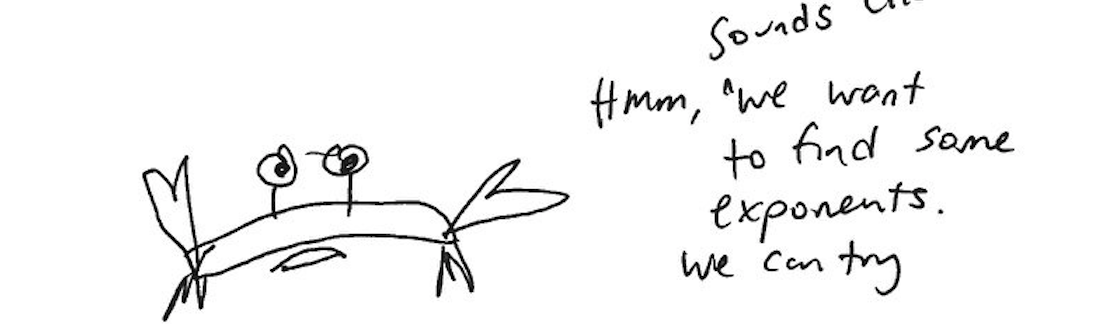 Sounds
Hmm, we want
to find some
exponents.
we can try